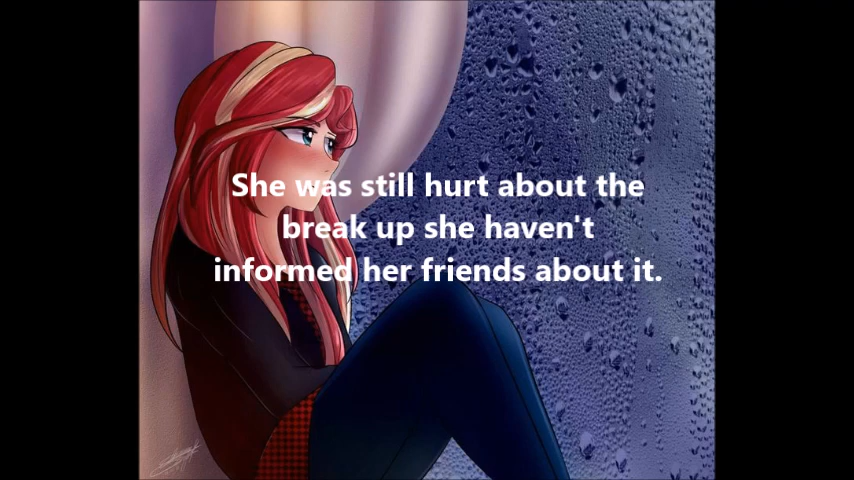 She was still hurt about the
break up she haven't
informed her friends about it.